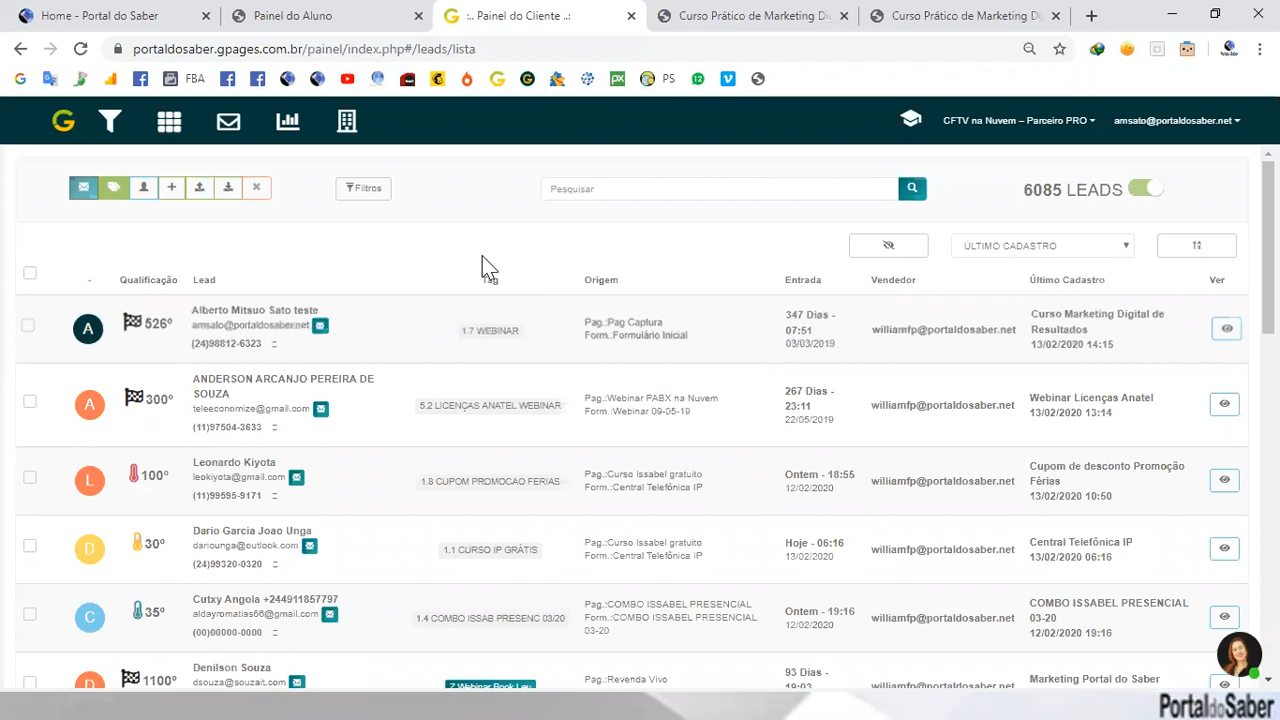 Home - Portal do Saber
Painel do Aluno
:. Painel do Cliente .:
Curso Prático de Marketing Di
Curso Prático de Marketing Di
portaldosaber.gpages.com.br/painel/index.php#/leads/lista
FBA
PS
CFTV na Nuvem – Parceiro PRO
amsato@portaldosaber.net
Filtros
Pesquisar
6085 LEADS
ÚLTIMO CADASTRO
- Qualificação Lead Tag Origem Entrada Vendedor Último Cadastro Ver
A
526º
Alberto Mitsuo Sato teste
amsato@portaldosaber.net
(24)98812-6323
1.7 WEBINAR
Pag.:Pag Captura
Form.:Formulário Inicial
347 Dias -
07:51
03/03/2019
williamfp@portaldosaber.net
Curso Marketing Digital de
Resultados
13/02/2020 14:15
A
300º
ANDERSON ARCANJO PEREIRA DE
SOUZA
teleeconomize@gmail.com
(11)97504-3633
5.2 LICENÇAS ANATEL WEBINAR
Pag.:Webinar PABX na Nuvem
Form.:Webinar 09-05-19
267 Dias -
23:11
22/05/2019
williamfp@portaldosaber.net
Webinar Licenças Anatel
13/02/2020 13:14
L
100º
Leonardo Kiyota
leokiyota@gmail.com
(11)99595-9171
1.8 CUPOM PROMOCAO FERIAS
Pag.:Curso Issabel gratuito
Form.:Central Telefônica IP
Ontem - 18:55
12/02/2020
williamfp@portaldosaber.net
Cupom de desconto Promoção
Férias
13/02/2020 10:50
D
30º
Dario Garcia Joao Unga
dariounga@outlook.com
(24)99320-0320
1.1 CURSO IP GRÁTIS
Pag.:Curso Issabel gratuito
Form.:Central Telefônica IP
Hoje - 06:16
13/02/2020
williamfp@portaldosaber.net
Central Telefônica IP
13/02/2020 06:16
C
35º
Cutxy Angola +244911857797
aldayromatias66@gmail.com
(00)00000-0000
1.4 COMBO ISSAB PRESENC 03/20
Pag.:COMBO ISSABEL PRESENCIAL
Form.:COMBO ISSABEL PRESENCIAL
03-20
Ontem - 19:16
12/02/2020
williamfp@portaldosaber.net
COMBO ISSABEL PRESENCIAL
03-20
12/02/2020 19:16
D
1100º
Denilson Souza
dsouza@souzait.com
Pag.:Revenda Vivo
93 Dias -
19:03
williamfp@portaldosaber.net
Marketing Portal do Saber
Portal do Saber